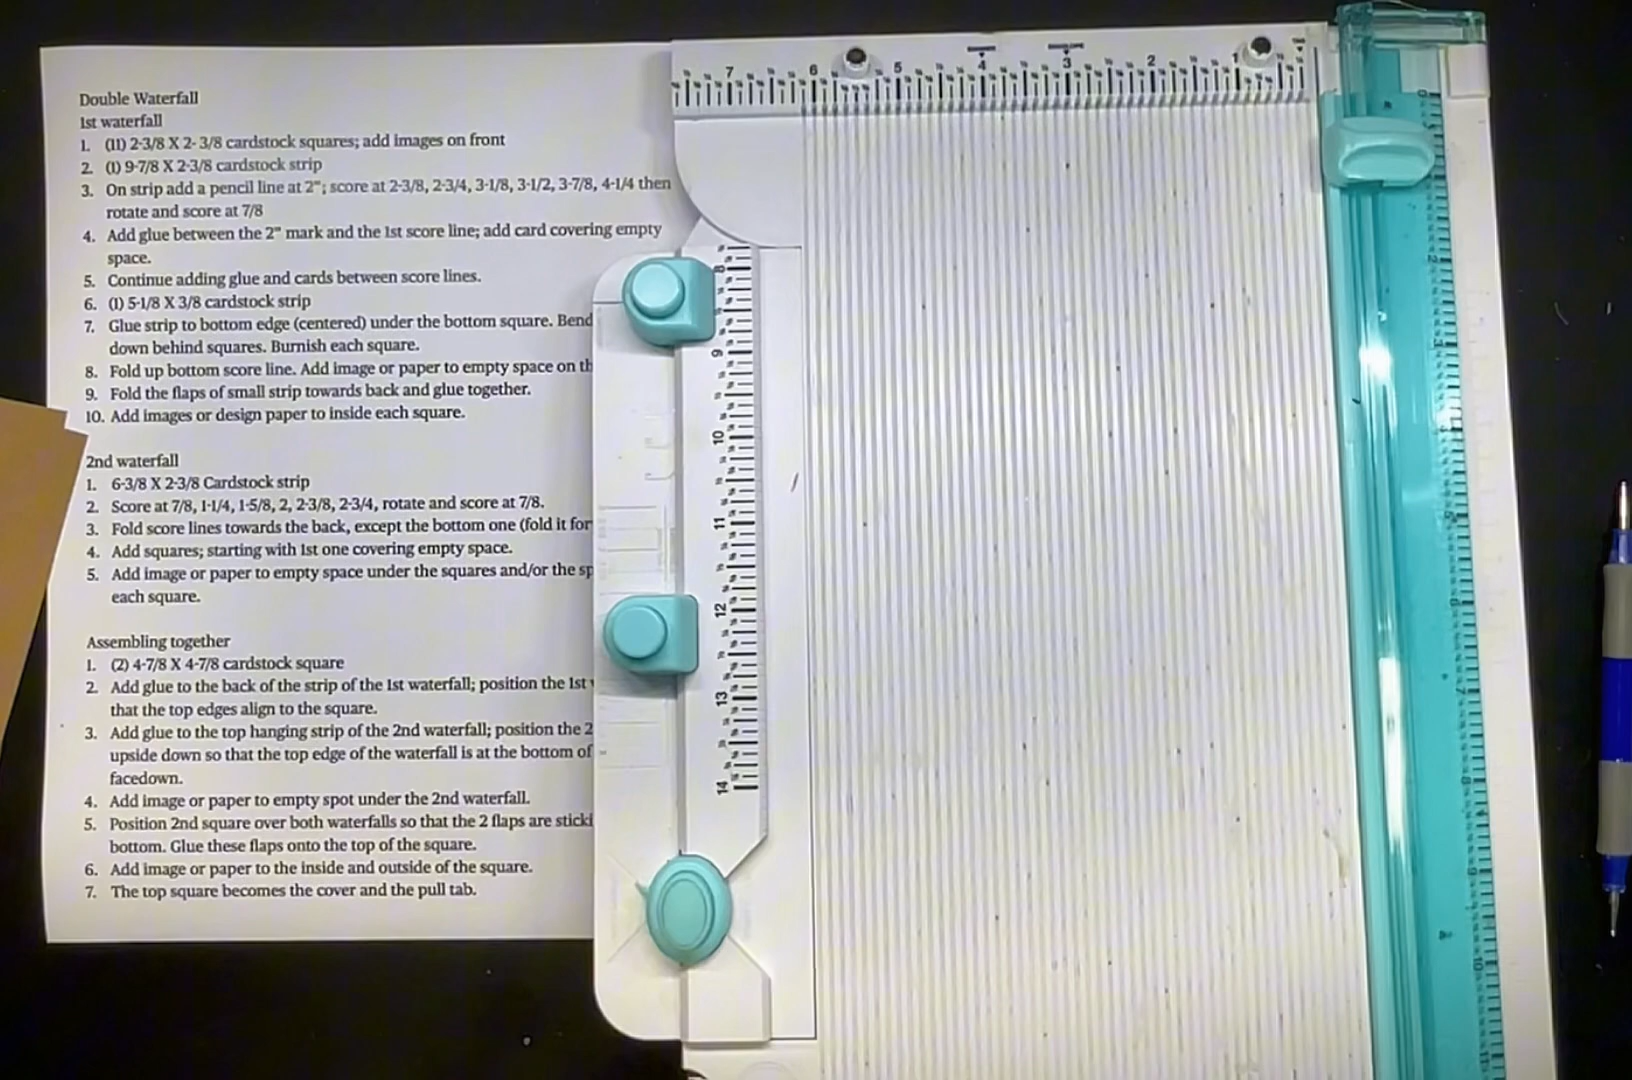 Double Waterfall
1st waterfall
1. (11) 2-3/8 X 2- 3/8 cardstock squares; add images on front
2. (1) 9-7/8 X 2-3/8 cardstock strip
3. On strip add a pencil line at 2"; score at 2-3/8, 2-3/4, 3-1/8, 3-1/2, 3-7/8, 4-1/4 then
rotate and score at 7/8
4. Add glue between the 2" mark and the 1st score line; add card covering empty
space.
5. Continue adding glue and cards between score lines.
6. (1) 5-1/8 X 3/8 cardstock strip
7. Glue strip to bottom edge (centered) under the bottom square. Bend
down behind squares. Burnish each square.
8. Fold up bottom score line. Add image or paper to empty space on
9. Fold the flaps of small strip towards back and glue together.
10. Add images or design paper to inside each square.
2nd waterfall
1. 6-3/8 X 2-3/8 Cardstock strip
2. Score at 7/8, 1-1/4, 1-5/8, 2, 2-3/8, 2-3/4, rotate and score at 7/8.
3. Fold score lines towards the back, except the bottom one (fold it for
4. Add squares; starting with 1st one covering empty space.
5. Add image or paper to empty space under the squares and/or the sp
each square.
Assembling together
1. (2) 4-7/8 X 4-7/8 cardstock square
2. Add glue to the back of the strip of the 1st waterfall; position the 1st
that the top edges align to the square.
3. Add glue to the top hanging strip of the 2nd waterfall; position the 2
upside down so that the top edge of the waterfall is at the bottom of
facedown.
4. Add image or paper to empty spot under the 2nd waterfall.
5. Position 2nd square over both waterfalls so that the 2 flaps are sticki
bottom. Glue these flaps onto the top of the square.
6. Add image or paper to the inside and outside of the square.
7. The top square becomes the cover and the pull tab.
7 6 5 4 3 2 1
8
9
10
11
12
13
14